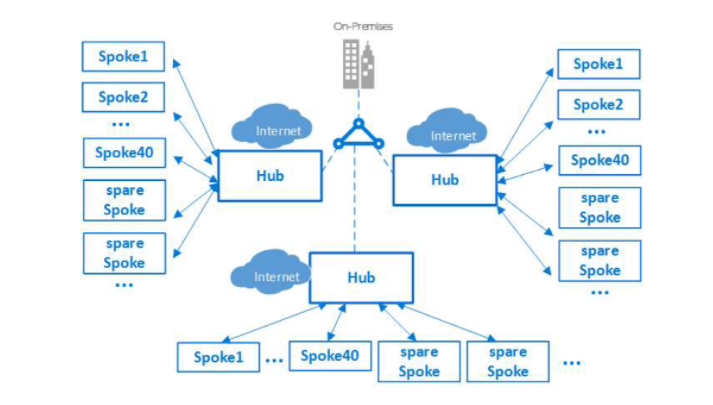 On-Premises
Spoke1
Spoke2
...
Spoke40
spare
Spoke
spare
Spoke
...
Internet
Hub
Internet
Hub
Spoke1
Spoke2
...
Spoke40
spare
Spoke
spare
Spoke
...
Internet
Hub
Spoke1
...
Spoke40
spare
Spoke
spare
Spoke
...